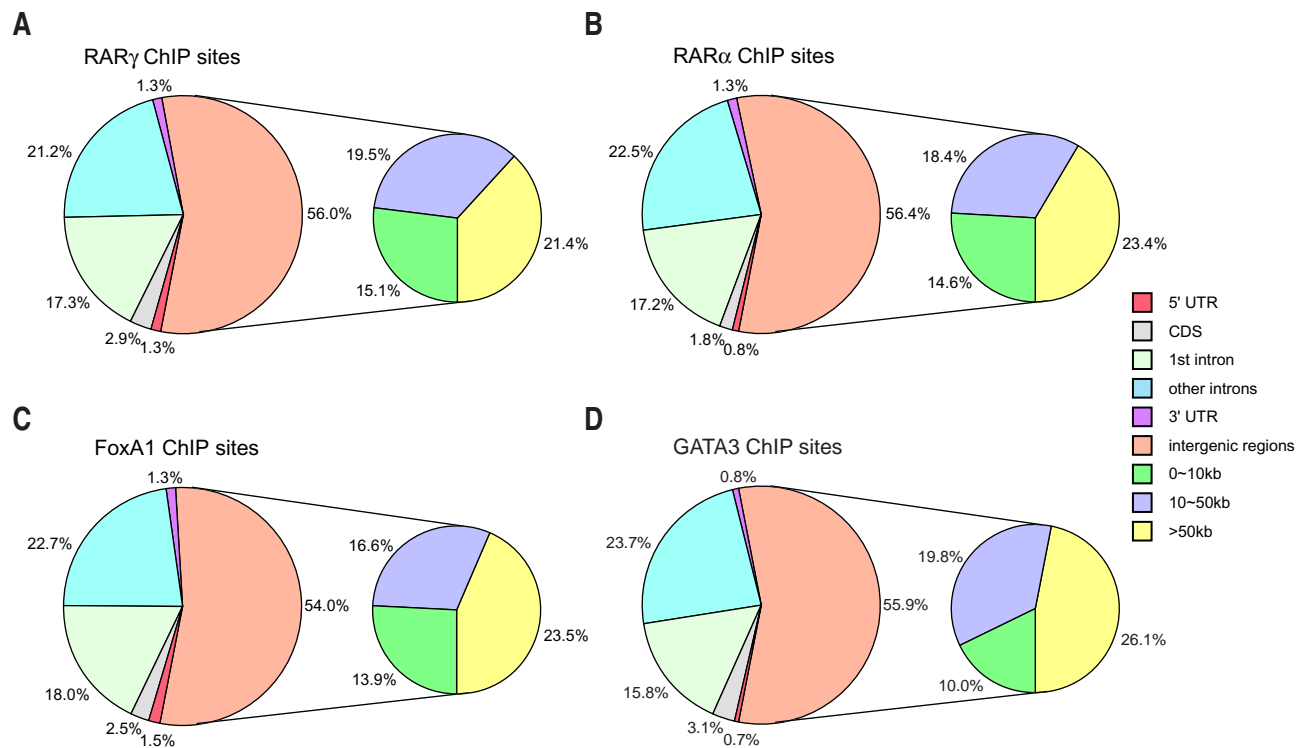 A
RARγ ChIP sites
1.3%
21.2%
56.0%
17.3%
2.9%
1.3%
19.5%
21.4%
15.1%
B
RARα ChIP sites
1.3%
22.5%
56.4%
17.2%
1.8%
0.8%
18.4%
23.4%
14.6%
5' UTR
CDS
1st intron
other introns
3' UTR
intergenic regions
0~10kb
10~50kb
>50kb
C
FoxA1 ChIP sites
1.3%
22.7%
54.0%
18.0%
2.5%
1.5%
16.6%
23.5%
13.9%
D
GATA3 ChIP sites
0.8%
23.7%
55.9%
15.8%
3.1%
0.7%
19.8%
26.1%
10.0%